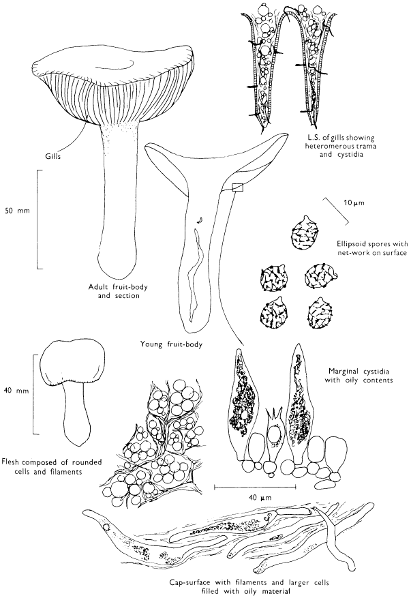 L.S. of gills showing
heteromerous trama
and cystidia
Gills
50 mm
10 μm
Ellipsoid spores with
net-work on surface
Adult fruit-body
and section
Young fruit-body
Marginal cystidia
with oily contents
40 mm
Flesh composed of rounded
cells and filaments
40 μm
Cap-surface with filaments and larger cells
filled with oily material